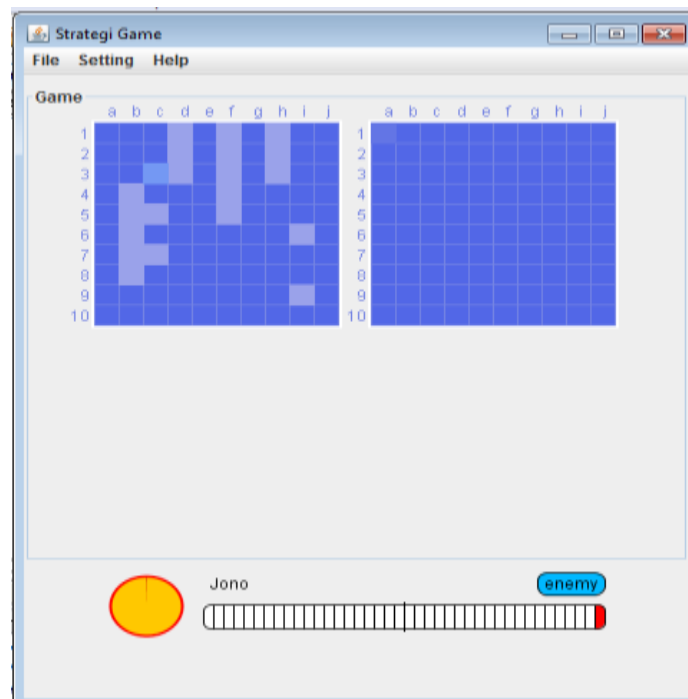 Strategi Game
File Setting Help
Game
a b c d e f g h i j a b c d e f g h i j
1 1
2 2
3 3
4 4
5 5
6 6
7 7
8 8
9 9
10 10
Jono enemy